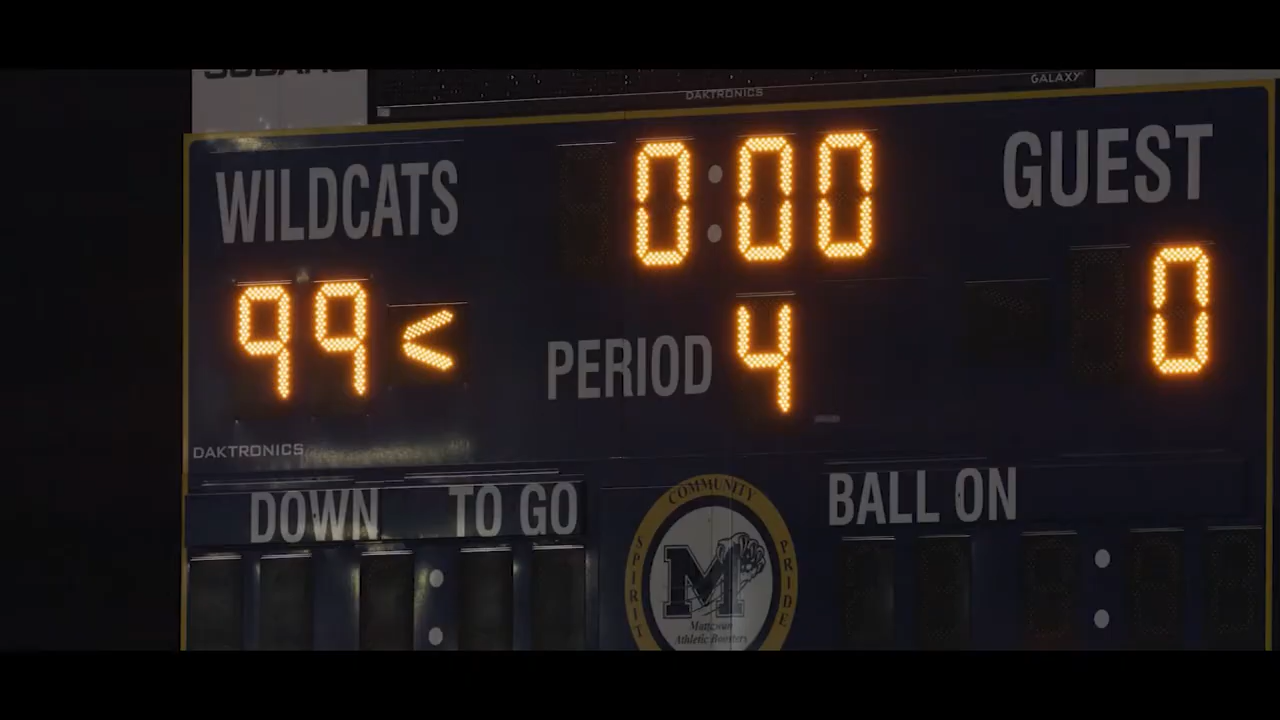 GALAXY
DAKTRONICS
WILDCATS
0:00
GUEST
99 <
PERIOD 4
0
DAKTRONICS
DOWN TO GO
BALL ON
COMMUNITY
SPIRIT
PRIDE
M
Mattawan
Athletic Boosters